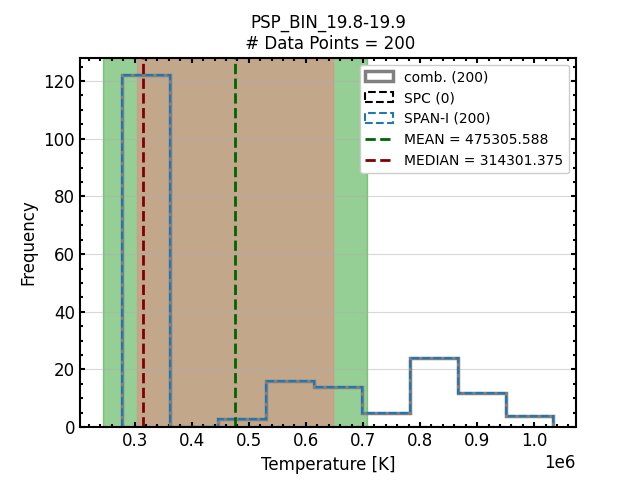 PSP_BIN_19.8-19.9
# Data Points = 200
comb. (200)
SPC (0)
SPAN-I (200)
MEAN = 475305.588
MEDIAN = 314301.375
Frequency
120
100
80
60
40
20
0
0.3 0.4 0.5 0.6 0.7 0.8 0.9 1.0
1e6
Temperature [K]